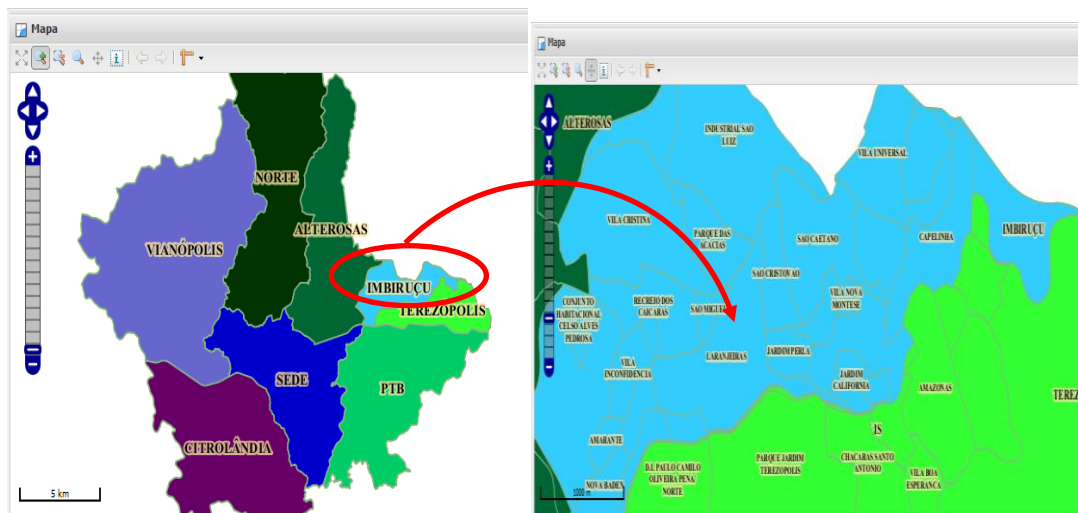 Mapa
NORTE
ALTEROSAS
VIANÓPOLIS
IMBIRUÇU
TEREZÓPOLIS
SEDE
PTB
CITROLÂNDIA
5 km
Mapa
ALTEROSAS
INDUSTRIAL SAO
LUIZ
VILA UNIVERSAL
VILA CRISTINA
PARQUE DAS
ACACIAS
SAO CAETANO
CAPELINHA
IMBIRUÇU
SAO CRISTOVAO
CONJUNTO
HABITACIONAL
CELSO ALVES
PEDROSA
RECREIO DOS
CAICARAS
SAO MIGUEL
VILA NOVA
MONTESE
VILA
INCONFIDENCIA
LARANJEIRAS
JARDIM PERLA
JARDIM
CALIFORNIA
AMAZONAS
TEREZ
IS
AMARANTE
NOVA BADEN
D.I. PAULO CAMILO
OLIVEIRA PENA
NORTE
PARQUE JARDIM
TEREZOPOLIS
CHACARAS SANTO
ANTONIO
VILA BOA
ESPERANCA
1000 m